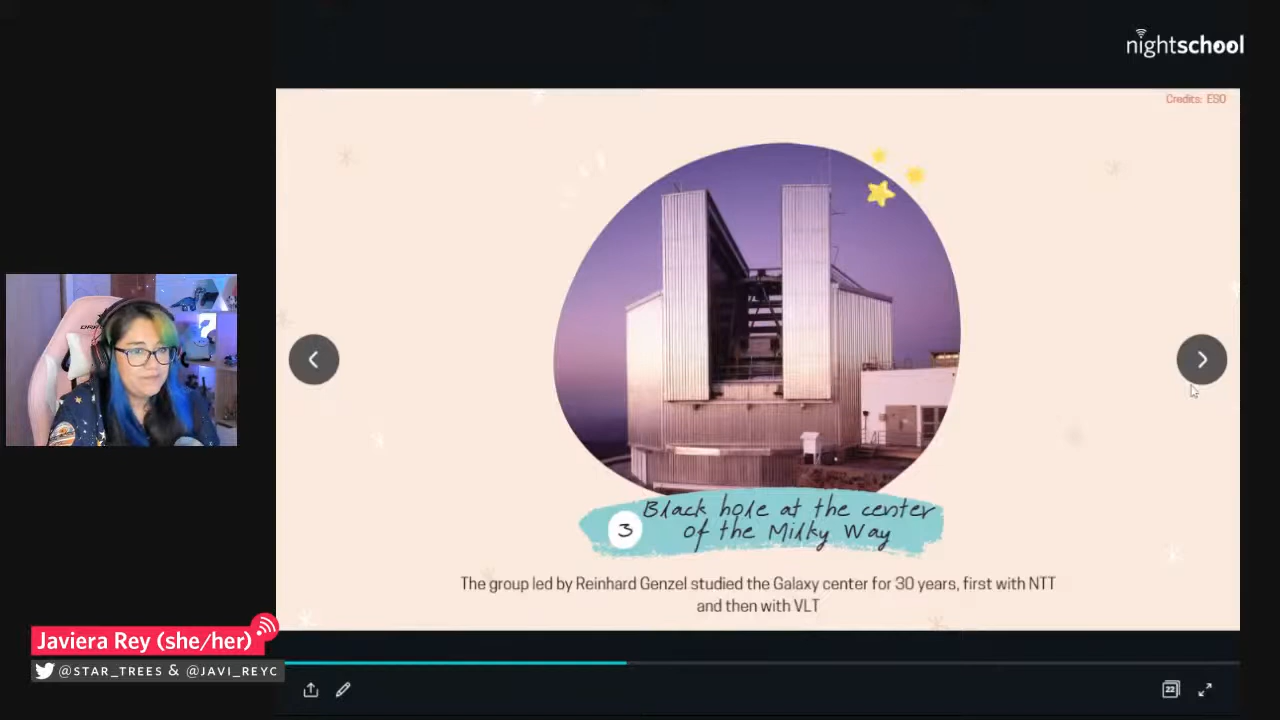 nightschool
Credits: ESO
3
Black hole at the center
of the Milky Way
The group led by Reinhard Genzel studied the Galaxy center for 30 years, first with NTT
and then with VLT
Javiera Rey (she/her)
@STAR_TREES & @JAVI_REYC
22